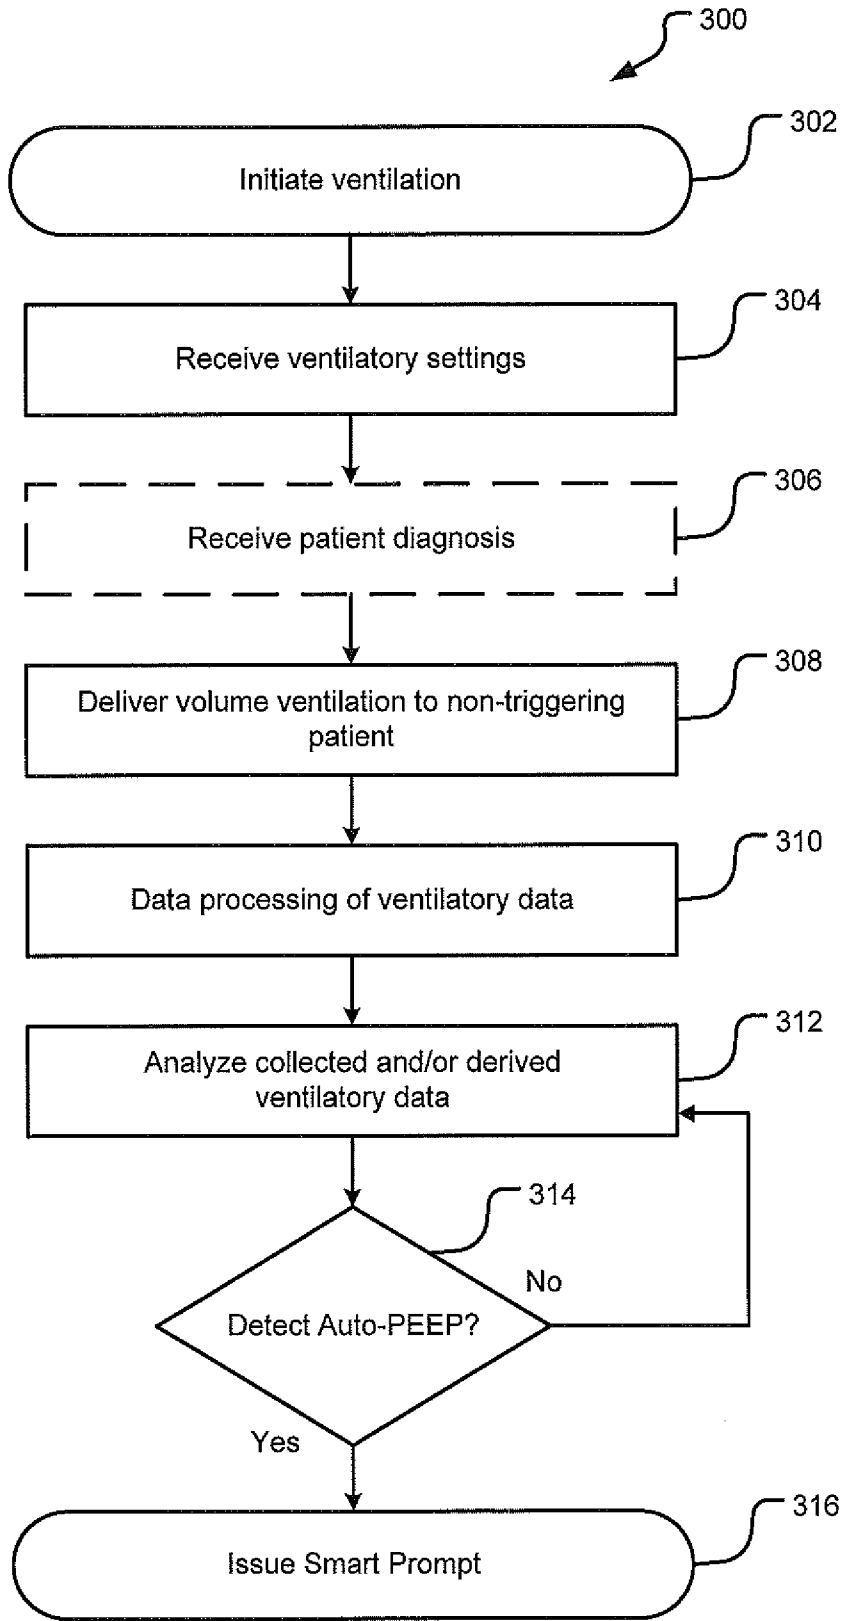 300
302
Initiate ventilation
304
Receive ventilatory settings
306
Receive patient diagnosis
308
Deliver volume ventilation to non-triggering
patient
310
Data processing of ventilatory data
312
Analyze collected and/or derived
ventilatory data
314
No
Detect Auto-PEEP?
Yes
316
Issue Smart Prompt